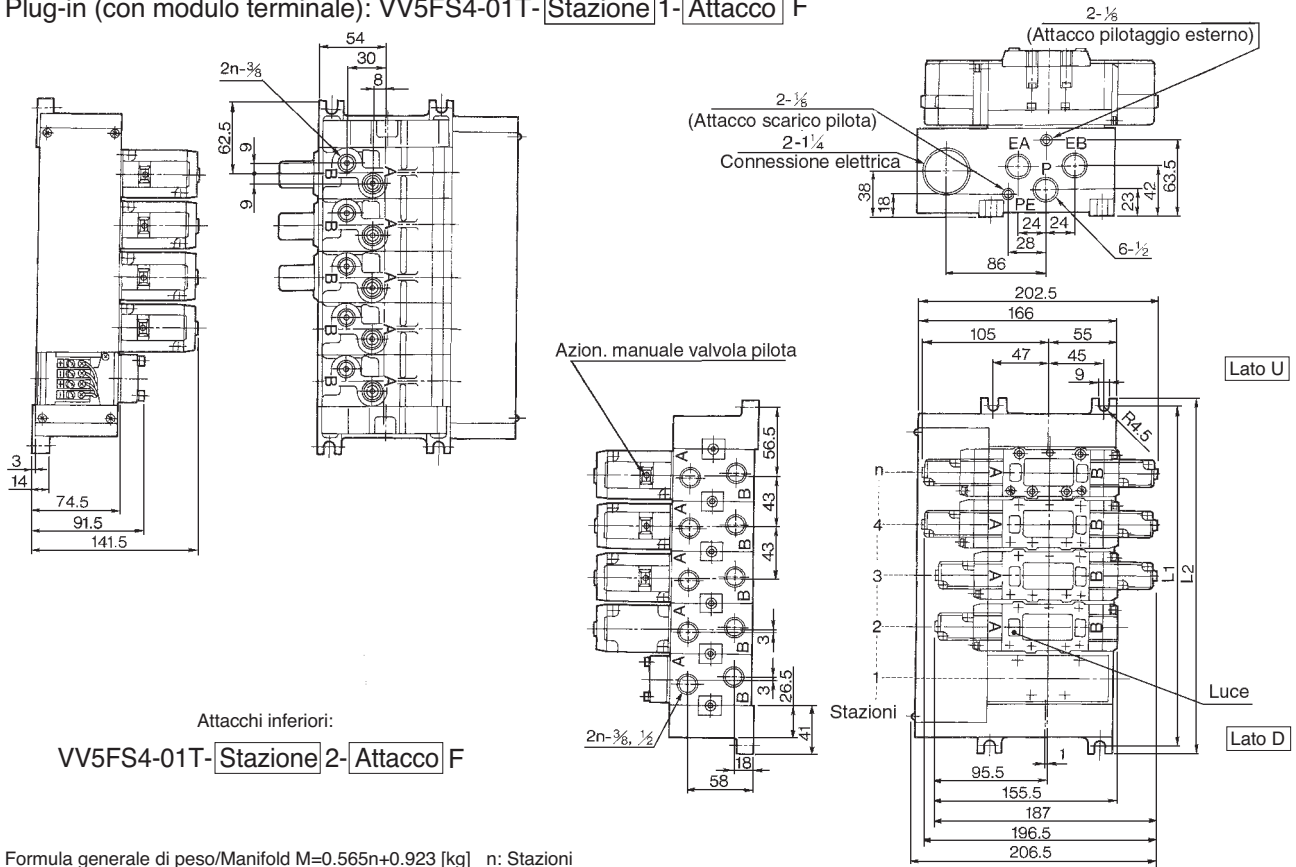 Plug-in (con modulo terminale): VV5FS4-01T- Stazione 1- Attacco F
54
30
8
2n-3/8
62.5
9
9
B
A
B
A
B
A
B
A
B
A
3
14
74.5
91.5
141.5
2-1/8
(Attacco pilotaggio esterno)
2-1/8
(Attacco scarico pilota)
2-1 1/4
Connessione elettrica
EA
EB
P
PE
38
18
23
42
63.5
24
24
28
86
6-1/2
Azion. manuale valvola pilota
A
B
A
B
A
B
A
B
A
B
56.5
43
43
3
3
26.5
41
18
58
2n-3/8, 1/2
202.5
166
105
55
47
45
9
R4.5
Lato U
n
A
B
4
A
B
3
A
B
2
A
B
1
Stazioni
L1
L2
Luce
Lato D
1
95.5
155.5
187
196.5
206.5
Attacchi inferiori:
VV5FS4-01T- Stazione 2- Attacco F
Formula generale di peso/Manifold M=0.565n+0.923 [kg] n: Stazioni